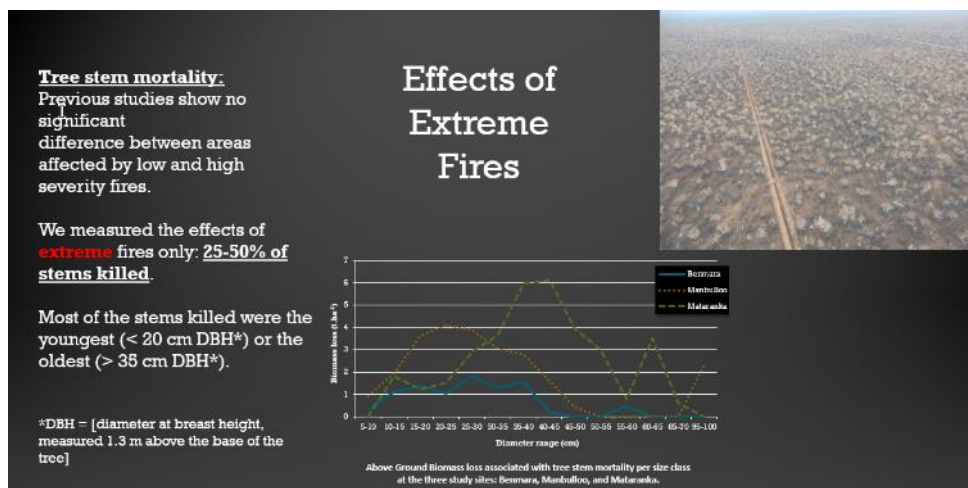 Tree stem mortality:
Previous studies show no
significant
difference between areas
affected by low and high
severity fires.
We measured the effects of
extreme fires only: 25-50% of
stems killed.
Most of the stems killed were the
youngest (< 20 cm DBH*) or the
oldest (> 35 cm DBH*).
*DBH = [diameter at breast height,
measured 1.3 m above the base of the
tree]
Effects of
Extreme
Fires
Biomass loss (t.ha⁻¹)
7
6
5
4
3
2
1
0
5-10 10-15 15-20 20-25 25-30 30-35 35-40 40-45 45-50 50-55 55-60 60-65 65-70 95-100
Diameter range (cm)
Benmara
Manbulloo
Mataranka
Above Ground Biomass loss associated with tree stem mortality per size class
at the three study sites: Benmara, Manbulloo, and Mataranka.